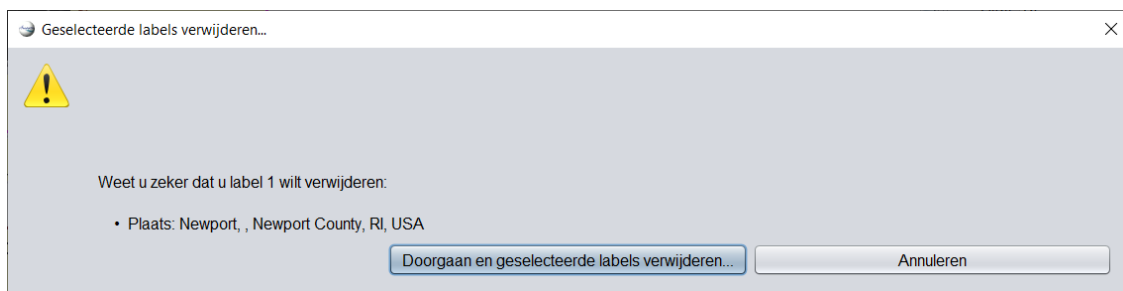 Geselecteerde labels verwijderen...
Weet u zeker dat u label 1 wilt verwijderen:
• Plaats: Newport, , Newport County, RI, USA
Doorgaan en geselecteerde labels verwijderen...
Annuleren